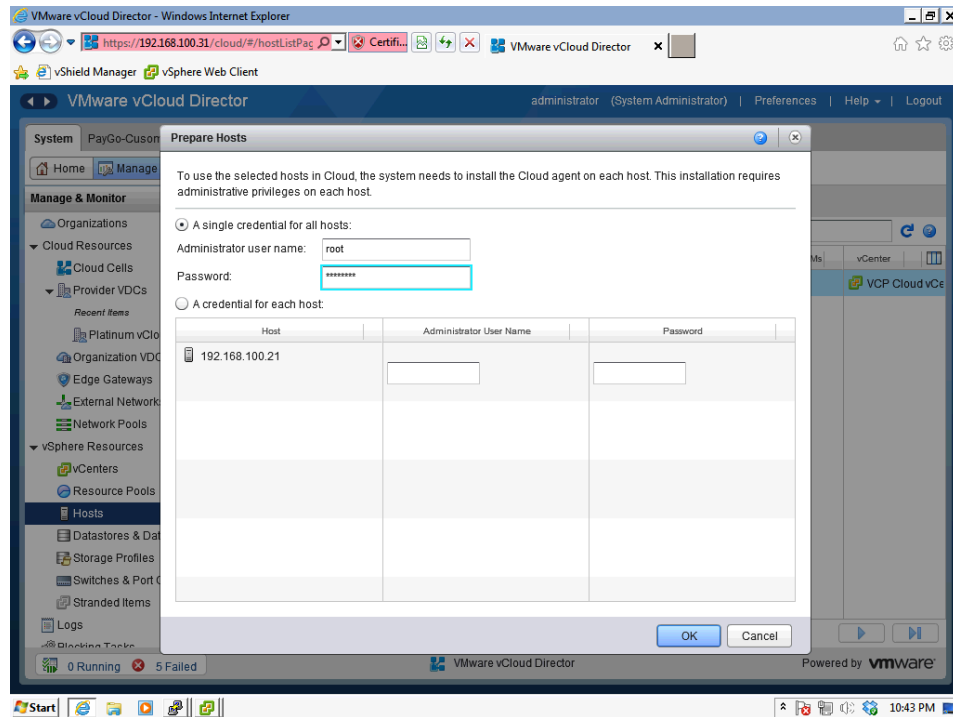 VMware vCloud Director - Windows Internet Explorer
https://192.168.100.31/cloud/#/hostListPag
Certifi...
VMware vCloud Director
vShield Manager
vSphere Web Client
VMware vCloud Director
administrator (System Administrator) | Preferences | Help | Logout
System
PayGo-Cuson
Prepare Hosts
Home
Manage
To use the selected hosts in Cloud, the system needs to install the Cloud agent on each host. This installation requires
administrative privileges on each host.
Manage & Monitor
Organizations
A single credential for all hosts:
Cloud Resources
Administrator user name:
root
Ms
vCenter
Cloud Cells
Password:
********
VCP Cloud vCe
Provider VDCs
A credential for each host:
Recent Items
Host
Administrator User Name
Password
Platinum vClo
192.168.100.21
Organization VDC
Edge Gateways
External Network
Network Pools
vSphere Resources
vCenters
Resource Pools
Hosts
Datastores & Dat
Storage Profiles
Switches & Port
Stranded Items
Logs
OK
Cancel
Blocking Tasks
0 Running
5 Failed
VMware vCloud Director
Powered by vmware
Start
10:43 PM